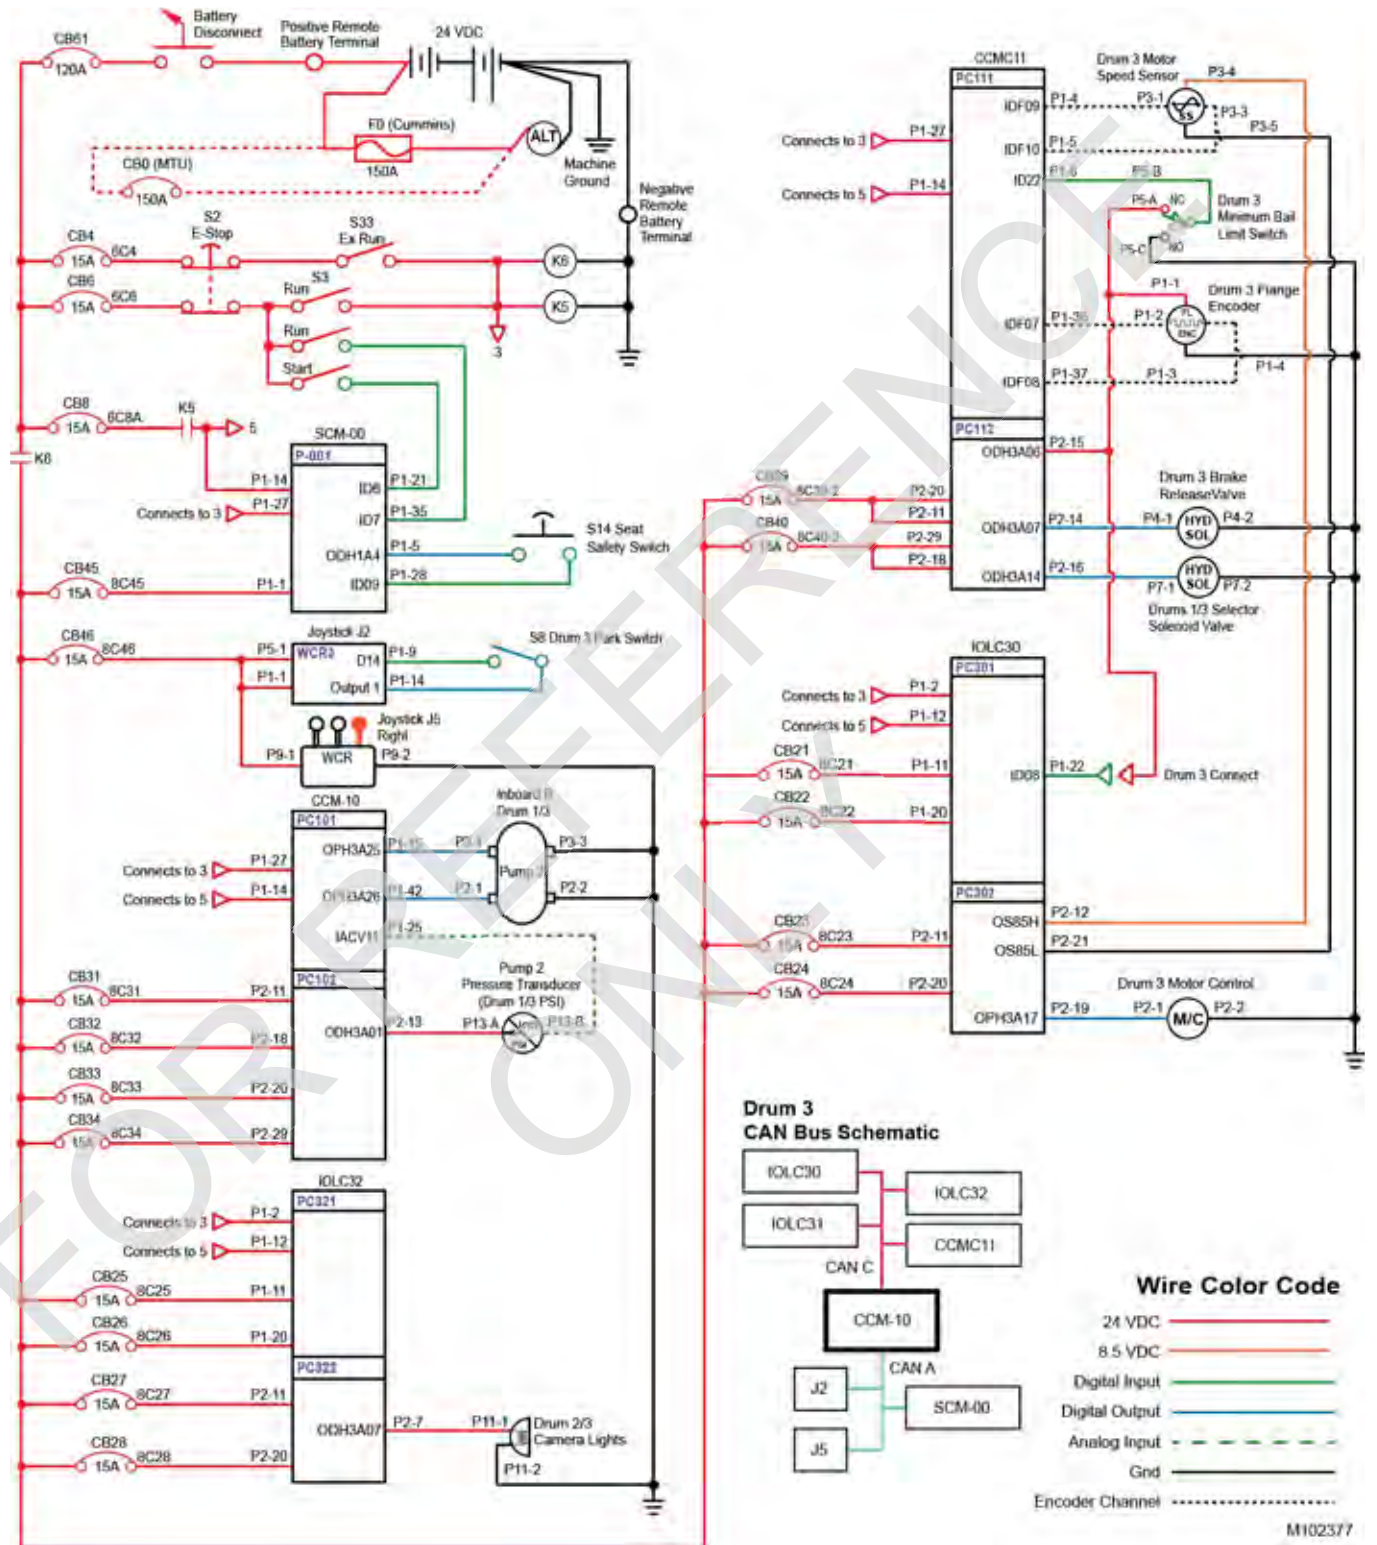 Battery
Disconnect
CB61
120A
Positive Remote
Battery Terminal
24 VDC
F0 (Cummins)
150A
ALT
CB0 (MTU)
150A
Machine
Ground
Negative
Remote
Battery
Terminal
S2
E-Stop
S33
Ex Run
CB4
15A
6C4
K6
CB6
15A
6C6
S3
Run
K5
Run
Start
3
CB8
15A
6C8A
K5
5
K6
SCM-00
P-001
P1-14
ID6
P1-21
Connects to 3
P1-27
ID7
P1-35
ODH1A4
P1-5
S14 Seat
Safety Switch
CB45
15A
8C45
P1-1
ID09
P1-28
Joystick J2
CB46
15A
8C46
P5-1
WCR3
D14
P1-9
S8 Drum 3 Park Switch
P1-1
Output 1
P1-14
Joystick J5
Right
P9-1
WCR
P9-2
CCM-10
PC101
Inboard R
Drum 1/3
OPH3A25
P1-15
P3-1
P3-3
Connects to 3
P1-27
Pump 2
Connects to 5
P1-14
OPH3A26
P1-42
P2-1
P2-2
IACV11
P1-25
PC102
Pump 2
Pressure Transducer
(Drum 1/3 PSI)
CB31
15A
8C31
P2-11
ODH3A01
P2-13
P13-A
P13-B
CB32
15A
8C32
P2-18
CB33
15A
8C33
P2-20
CB34
15A
8C34
P2-29
IOLC32
PC321
Connects to 3
P1-2
Connects to 5
P1-12
CB25
15A
8C25
P1-11
CB26
15A
8C26
P1-20
PC322
CB27
15A
8C27
P2-11
ODH3A07
P2-7
P11-1
Drum 2/3
Camera Lights
P11-2
CB28
15A
8C28
P2-20
CCMC11
PC111
Drum 3 Motor
Speed Sensor
P3-4
IDF09
P1-4
P3-1
SS
P3-3
P3-5
Connects to 3
P1-27
IDF10
P1-5
Connects to 5
P1-14
ID22
P1-6
P5-B
P5-A
NC
Drum 3
Minimum Bail
Limit Switch
P5-C
NO
P1-1
Drum 3 Flange
Encoder
IDF07
P1-36
P1-2
FL
ENC
IDF08
P1-37
P1-3
P1-4
PC112
ODH3A06
P2-15
CB39
15A
8C39-2
P2-20
P2-11
Drum 3 Brake
ReleaseValve
ODH3A07
P2-14
P4-1
HYD
SOL
P4-2
CB40
15A
8C40-2
P2-29
P2-18
ODH3A14
P2-16
P7-1
HYD
SOL
P7-2
Drums 1/3 Selector
Solenoid Valve
IOLC30
PC301
Connects to 3
P1-2
Connects to 5
P1-12
CB21
15A
8C21
P1-11
ID08
P1-22
Drum 3 Connect
CB22
15A
8C22
P1-20
PC302
OS85H
P2-12
CB23
15A
8C23
P2-11
OS85L
P2-21
CB24
15A
8C24
P2-20
Drum 3 Motor Control
OPH3A17
P2-19
P2-1
M/C
P2-2
Drum 3
CAN Bus Schematic
IOLC30
IOLC32
IOLC31
CCMC11
CAN C
CCM-10
CAN A
J2
SCM-00
J5
Wire Color Code
24 VDC
8.5 VDC
Digital Input
Digital Output
Analog Input
Gnd
Encoder Channel
M102377
FOR REFERENCE
ONLY